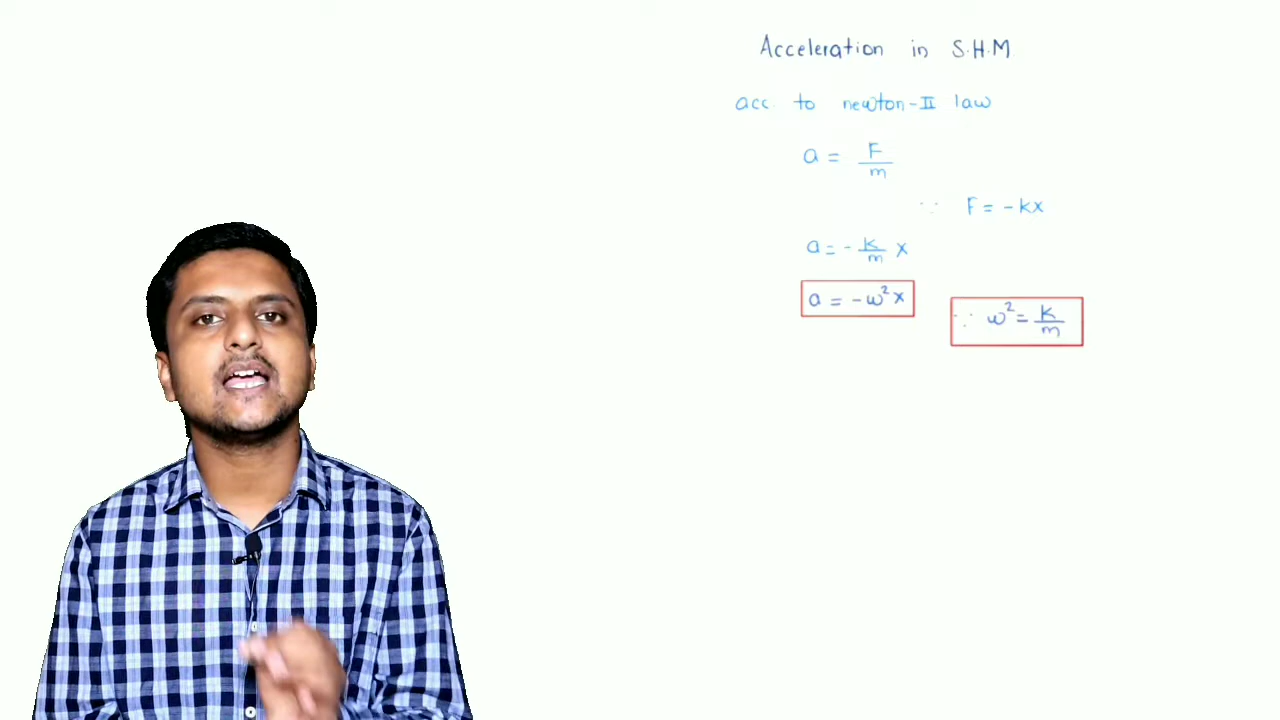 Acceleration in S.H.M
acc. to newton-II law
a = F/m
∵ F = -kx
a = - k/m x
a = -ω²x
∵ ω² = k/m